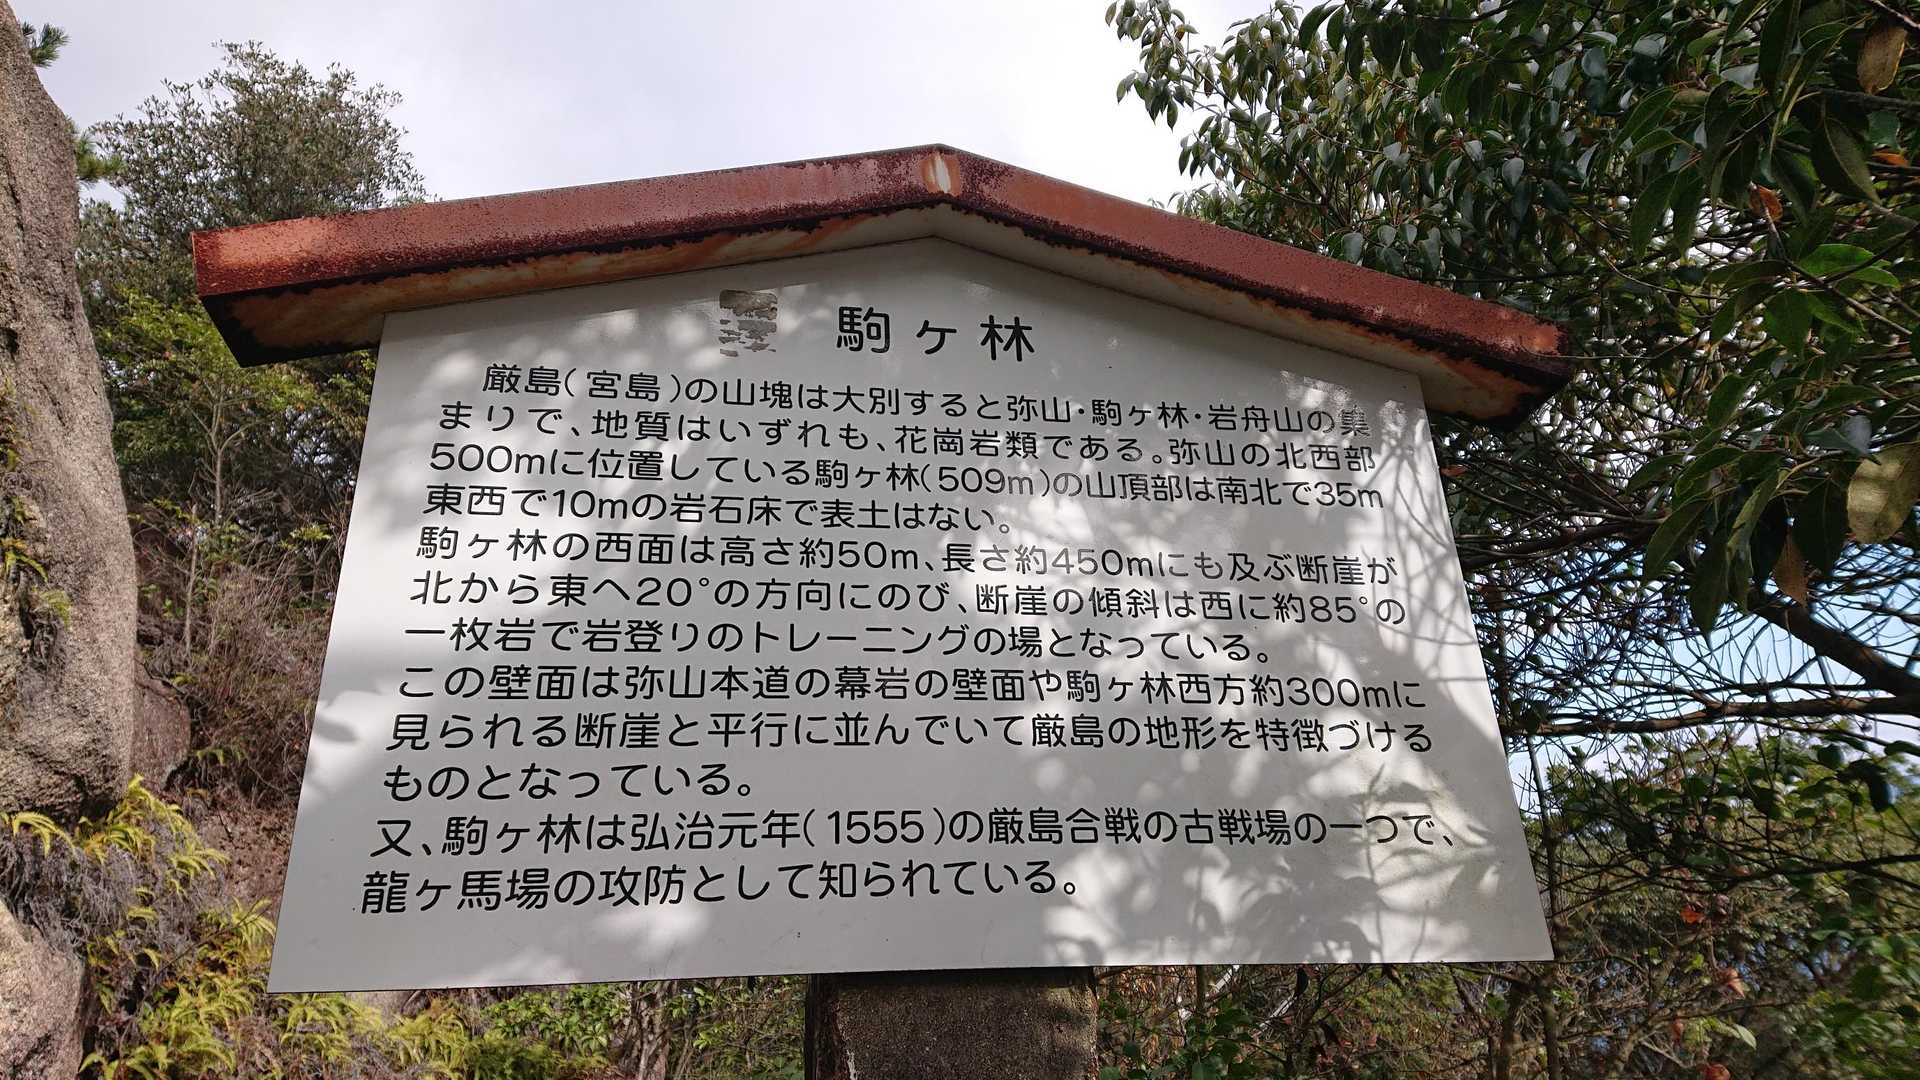 駒ヶ林
厳島(宮島)の山塊は大別すると弥山・駒ヶ林・岩舟山の集
まりで、地質はいずれも、花崗岩類である。弥山の北西部
500mに位置している駒ヶ林(509m)の山頂部は南北で35m
東西で10mの岩石床で表土はない。
駒ヶ林の西面は高さ約50m、長さ約450mにも及ぶ断崖が
北から東へ20°の方向にのび、断崖の傾斜は西に約85°の
一枚岩で岩登りのトレーニングの場となっている。
この壁面は弥山本道の幕岩の壁面や駒ヶ林西方約300mに
見られる断崖と平行に並んでいて厳島の地形を特徴づける
ものとなっている。
又、駒ヶ林は弘治元年(1555)の厳島合戦の古戦場の一つで、
龍ヶ馬場の攻防として知られている。